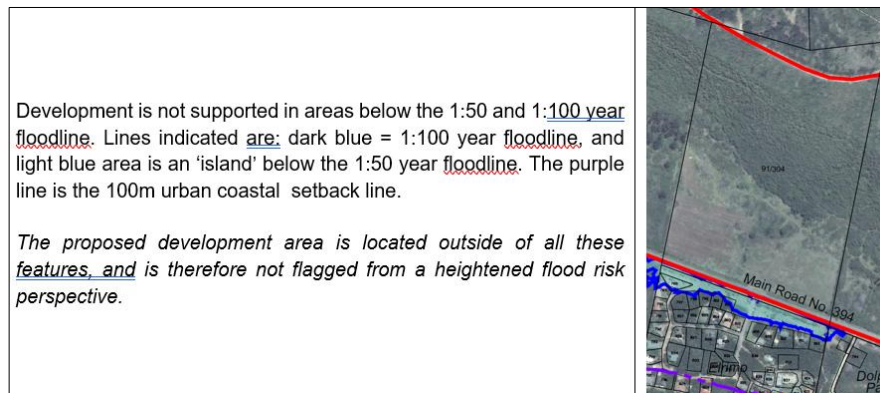 Development is not supported in areas below the 1:50 and 1:100 year
floodline. Lines indicated are: dark blue = 1:100 year floodline, and
light blue area is an ‘island’ below the 1:50 year floodline. The purple
line is the 100m urban coastal setback line.
The proposed development area is located outside of all these
features, and is therefore not flagged from a heightened flood risk
perspective.
91/304
Main Road No. 394